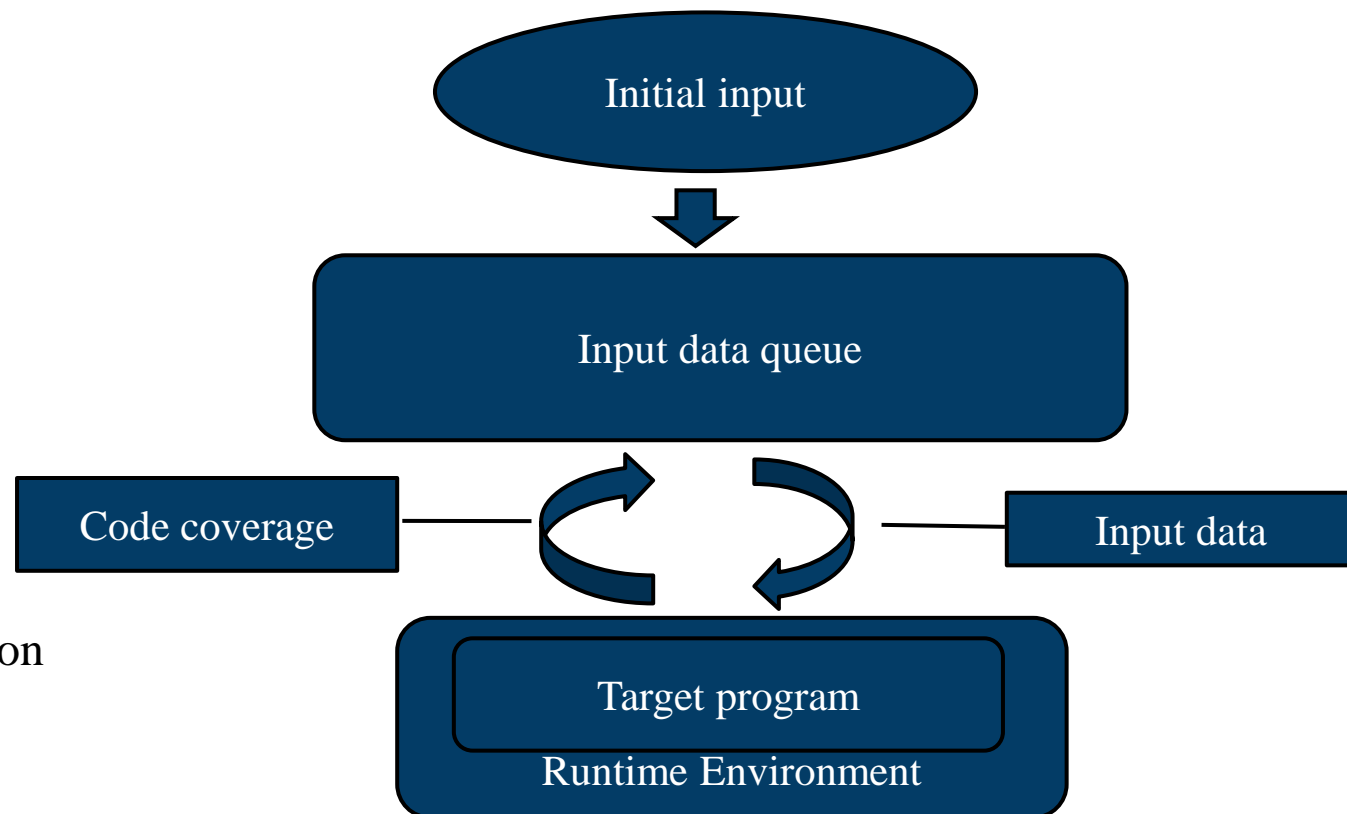 Initial input
Input data queue
Code coverage
Input data
on
Target program
Runtime Environment